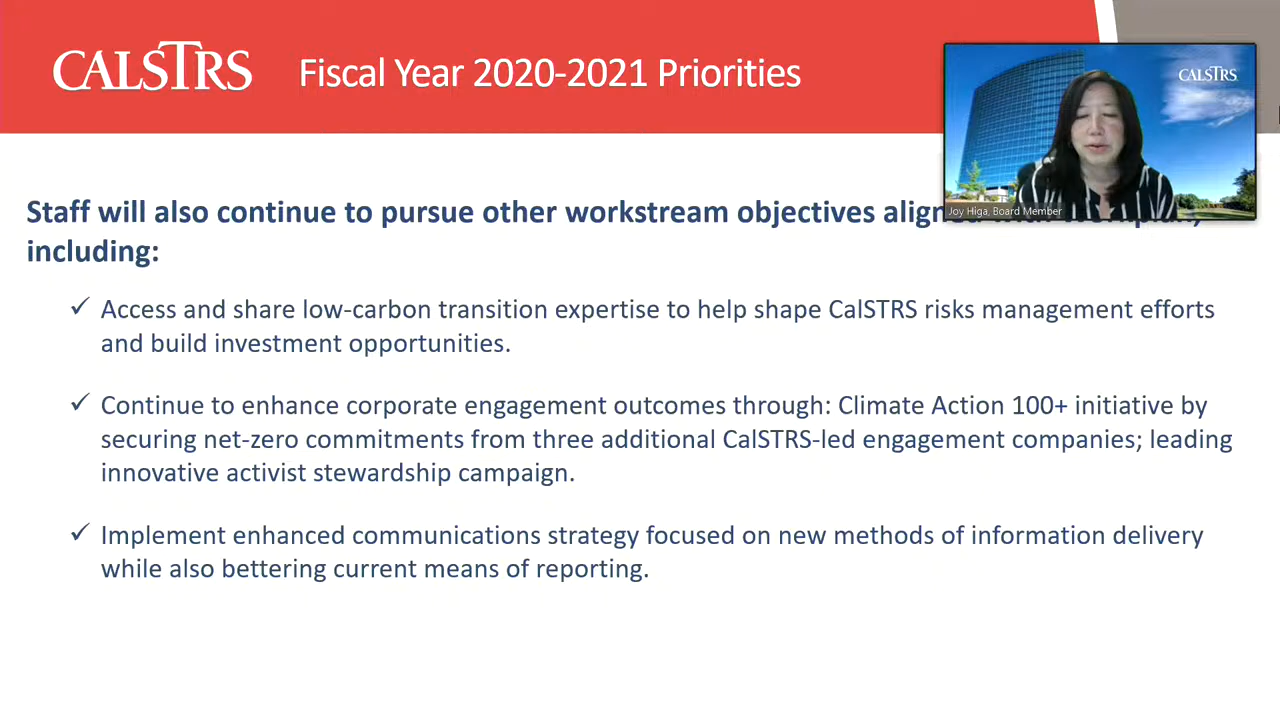 CALSTRS
Fiscal Year 2020-2021 Priorities
CALSTRS
Joy Higa, Board Member
Staff will also continue to pursue other workstream objectives
including:
✓ Access and share low-carbon transition expertise to help shape CalSTRS risks management efforts
and build investment opportunities.
✓ Continue to enhance corporate engagement outcomes through: Climate Action 100+ initiative by
securing net-zero commitments from three additional CalSTRS-led engagement companies; leading
innovative activist stewardship campaign.
✓ Implement enhanced communications strategy focused on new methods of information delivery
while also bettering current means of reporting.